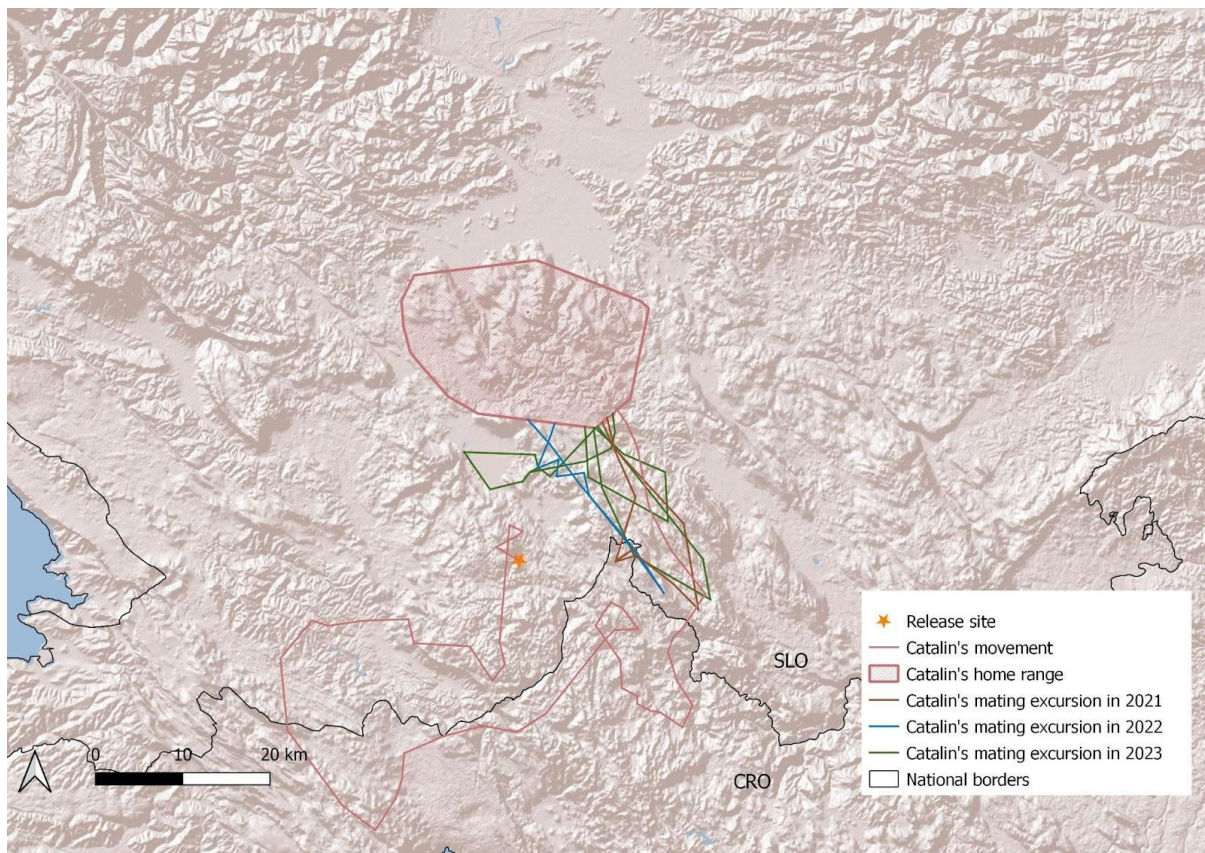 SLO
CRO
0 10 20 km
Release site
Catalin's movement
Catalin's home range
Catalin's mating excursion in 2021
Catalin's mating excursion in 2022
Catalin's mating excursion in 2023
National borders